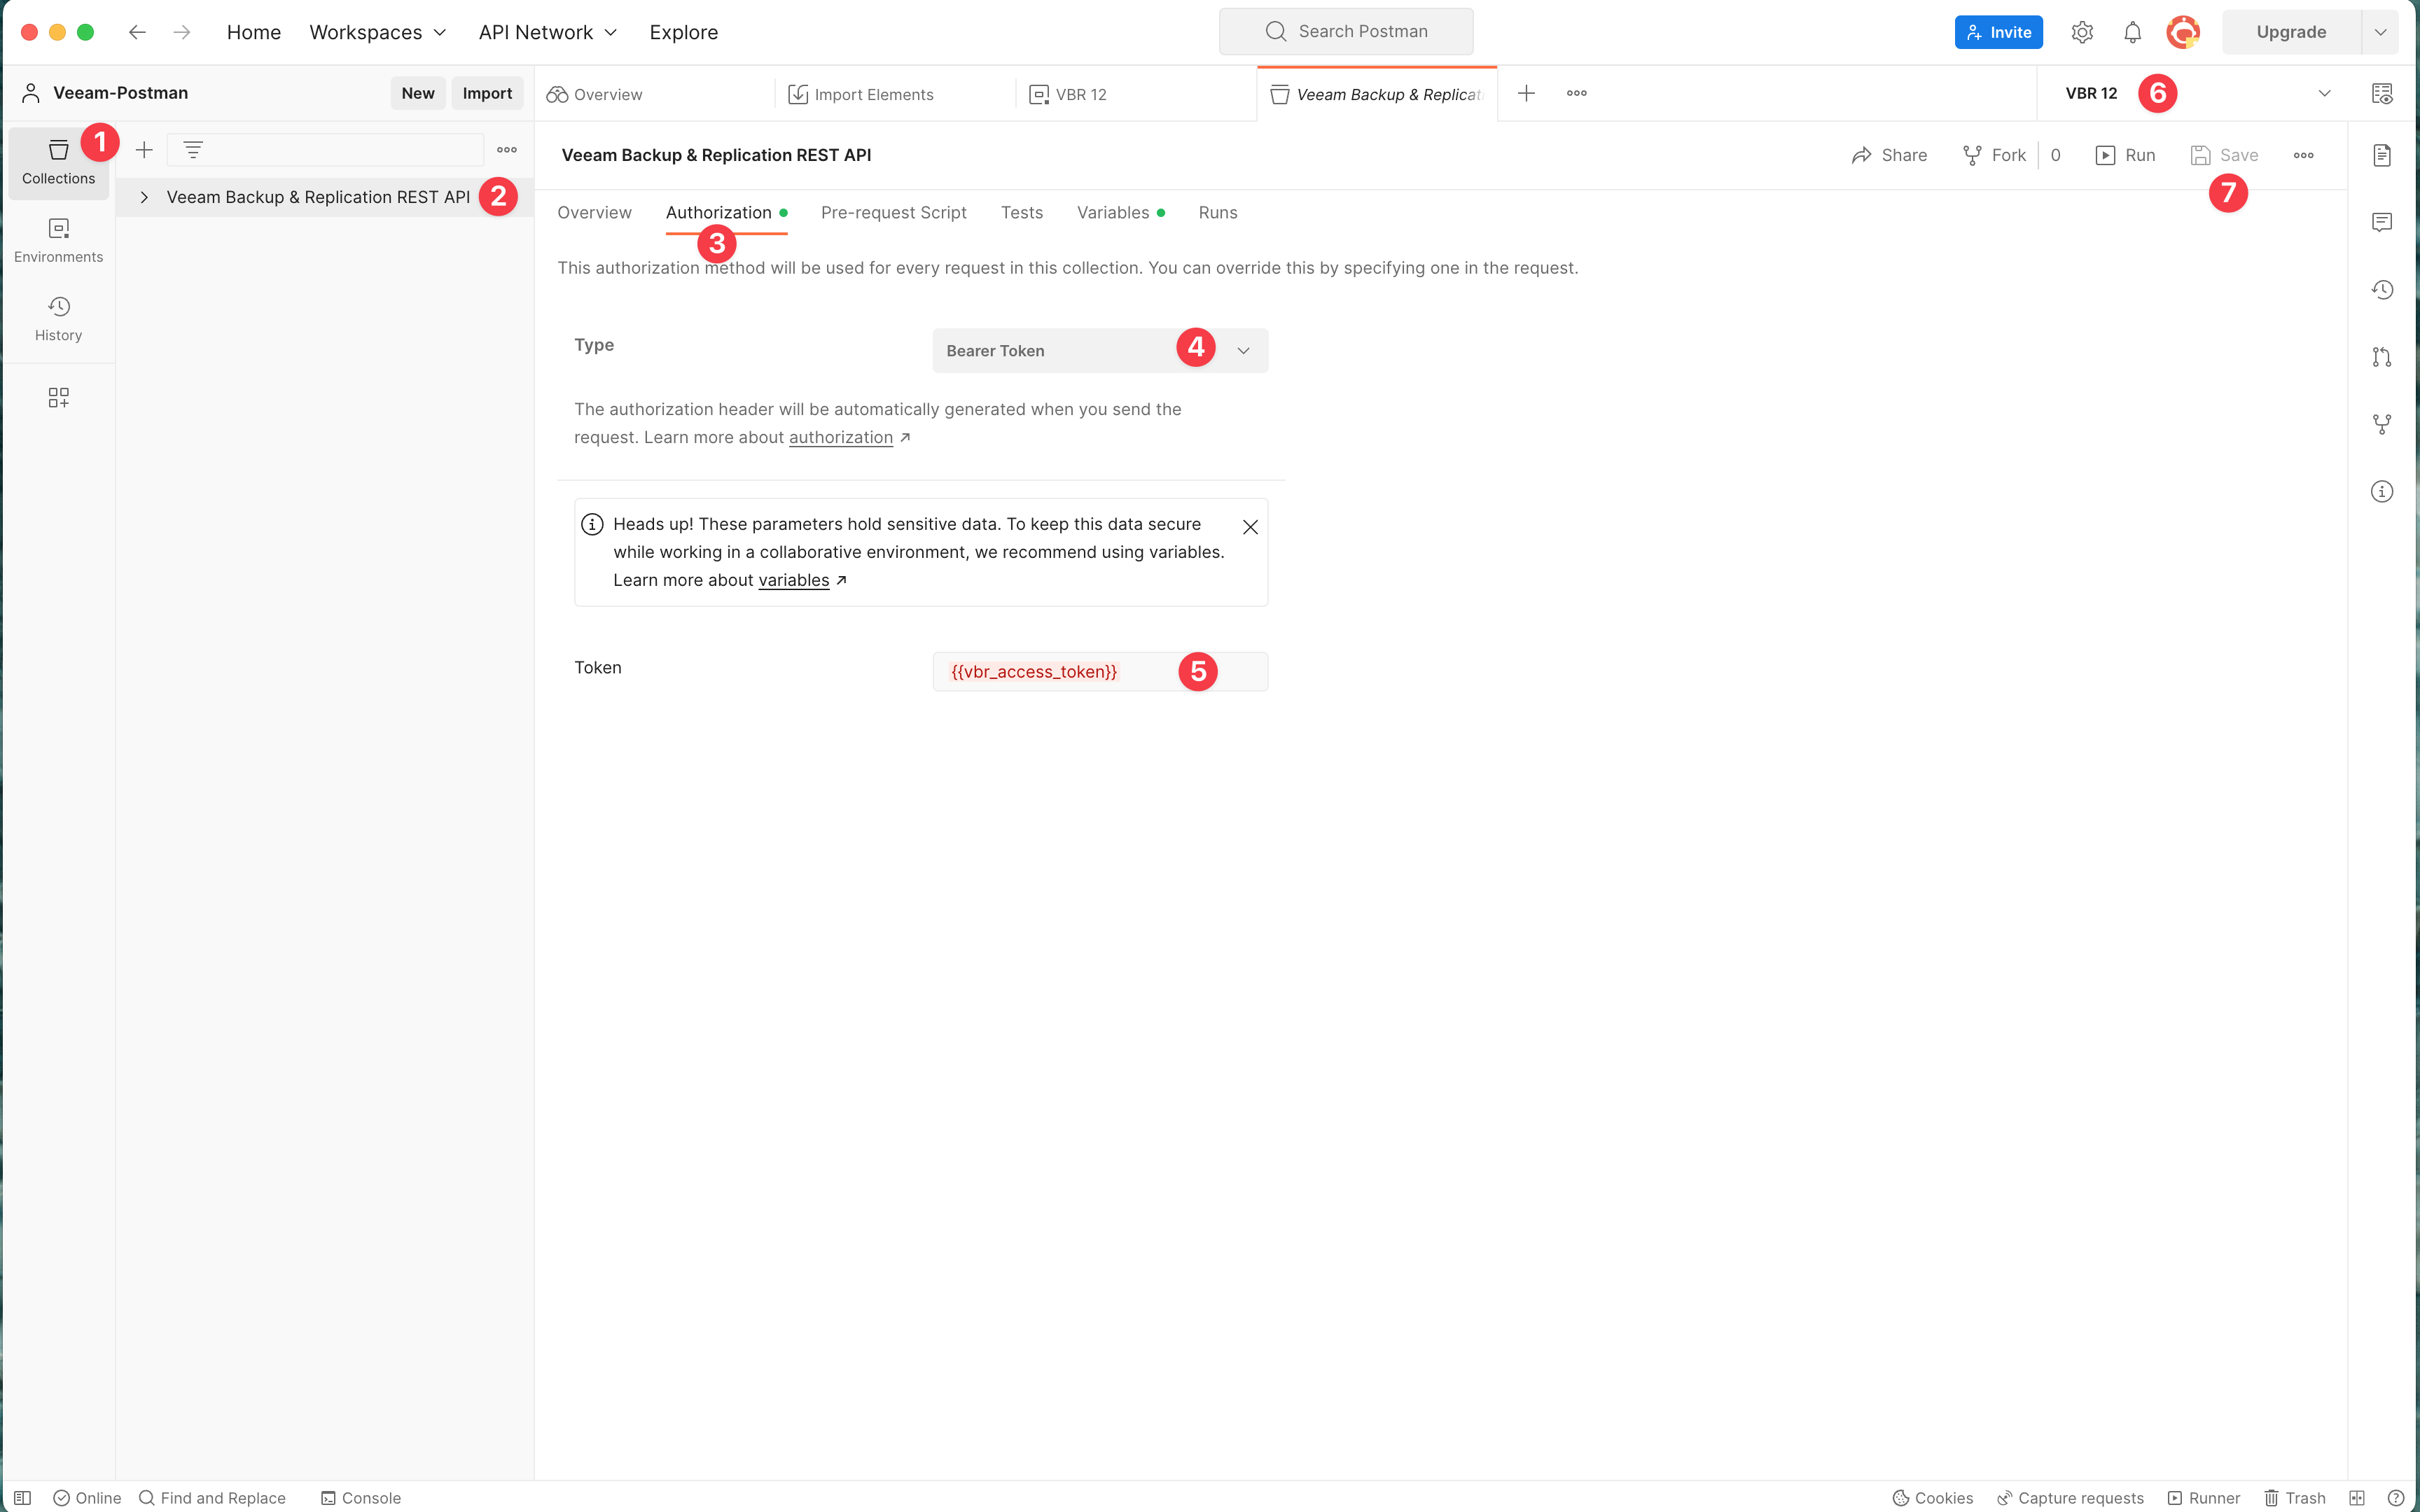 Home
Workspaces
API Network
Explore
Search Postman
Invite
Upgrade
Veeam-Postman
New
Import
Overview
Import Elements
VBR 12
Veeam Backup & Replicat
VBR 12
6
Collections
1
Environments
History
Veeam Backup & Replication REST API
2
Veeam Backup & Replication REST API
Share
Fork
0
Run
Save
7
Overview
Authorization
Pre-request Script
Tests
Variables
Runs
3
This authorization method will be used for every request in this collection. You can override this by specifying one in the request.
Type
Bearer Token
4
The authorization header will be automatically generated when you send the
request. Learn more about authorization ↗
Heads up! These parameters hold sensitive data. To keep this data secure
while working in a collaborative environment, we recommend using variables.
Learn more about variables ↗
Token
{{vbr_access_token}}
5
Online
Find and Replace
Console
Cookies
Capture requests
Runner
Trash